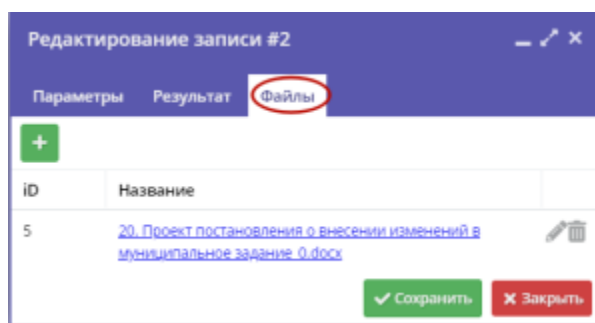 Редактирование записи #2
Параметры Результат Файлы
+
iD Название
5 20. Проект постановления о внесении изменений в
муниципальное задание_0.docx
Сохранить Закрыть